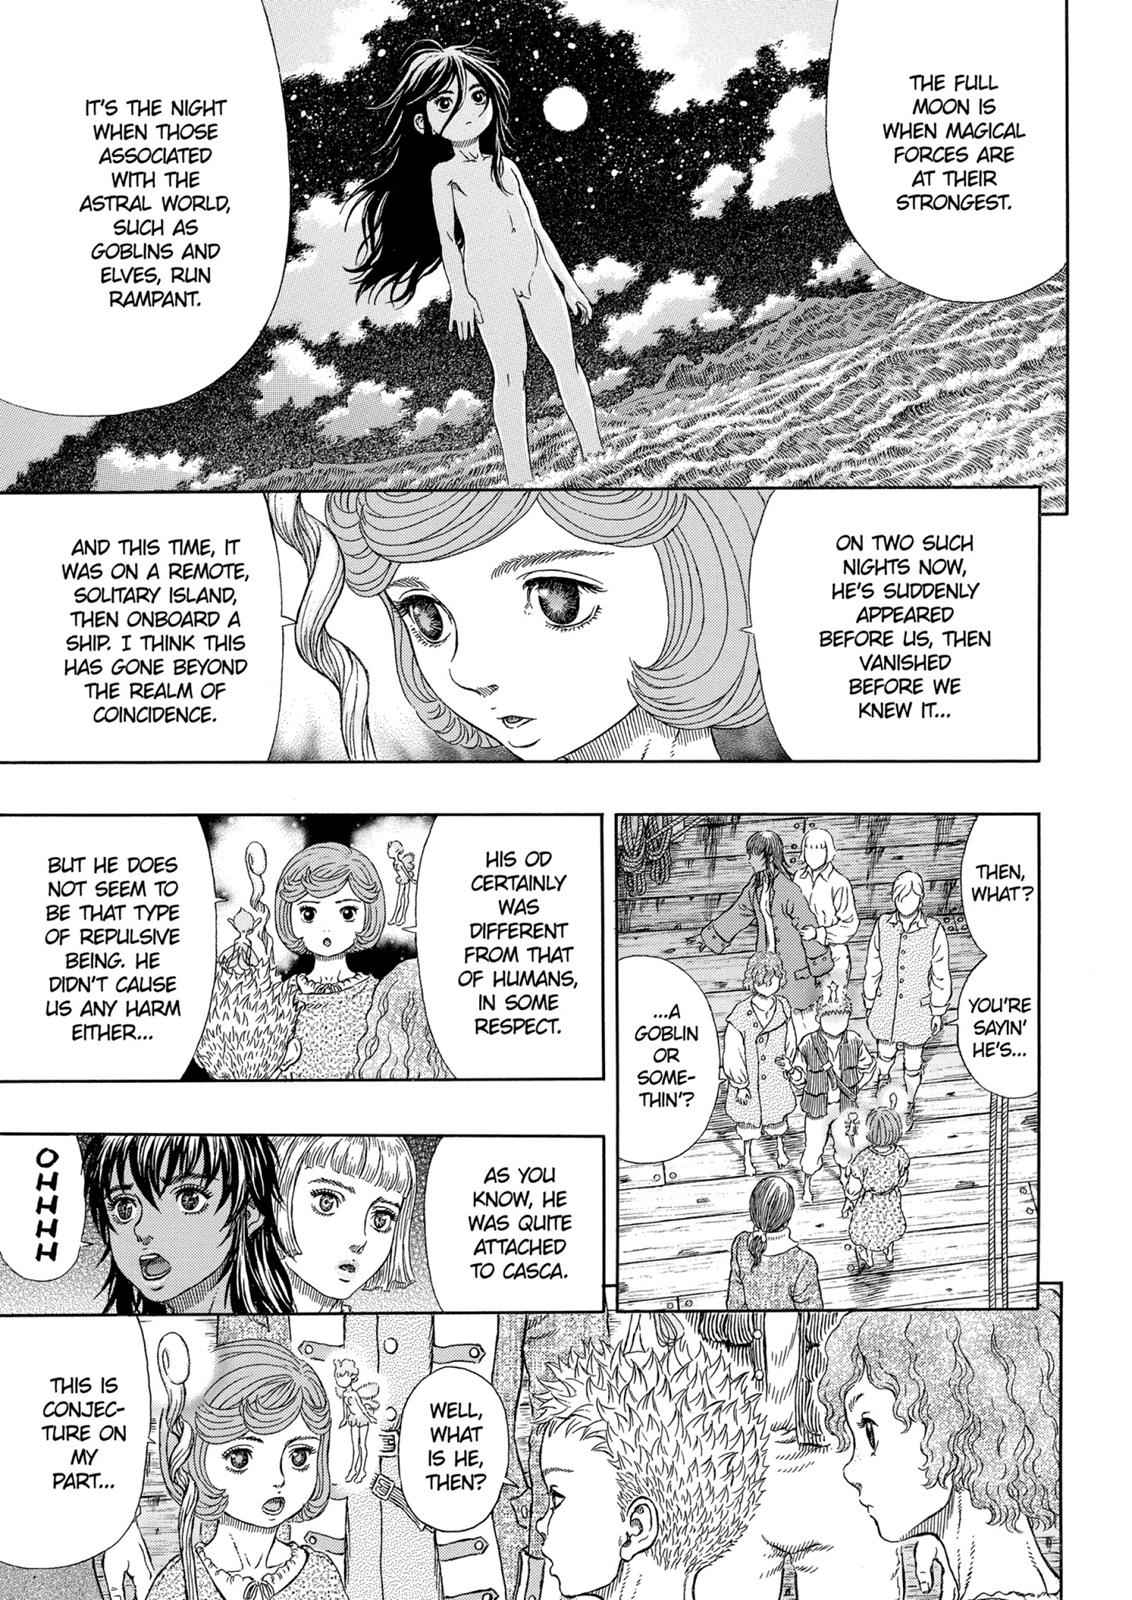 THE FULL
MOON IS
WHEN MAGICAL
FORCES ARE
AT THEIR
STRONGEST.
IT'S THE NIGHT
WHEN THOSE
ASSOCIATED
WITH THE
ASTRAL WORLD,
SUCH AS
GOBLINS AND
ELVES, RUN
RAMPANT.
ON TWO SUCH
NIGHTS NOW,
HE'S SUDDENLY
APPEARED
BEFORE US, THEN
VANISHED
BEFORE WE
KNEW IT...
AND THIS TIME, IT
WAS ON A REMOTE,
SOLITARY ISLAND,
THEN ONBOARD A
SHIP. I THINK THIS
HAS GONE BEYOND
THE REALM OF
COINCIDENCE.
THEN,
WHAT?
YOU'RE
SAYIN'
HE'S...
...A
GOBLIN
OR
SOME-
THIN'?
HIS OD
CERTAINLY
WAS
DIFFERENT
FROM THAT
OF HUMANS,
IN SOME
RESPECT.
BUT HE DOES
NOT SEEM TO
BE THAT TYPE
OF REPULSIVE
BEING. HE
DIDN'T CAUSE
US ANY HARM
EITHER...
AS YOU
KNOW, HE
WAS QUITE
ATTACHED
TO CASCA.
OHHHH
WELL,
WHAT
IS HE,
THEN?
THIS IS
CONJEC-
TURE ON
MY
PART...